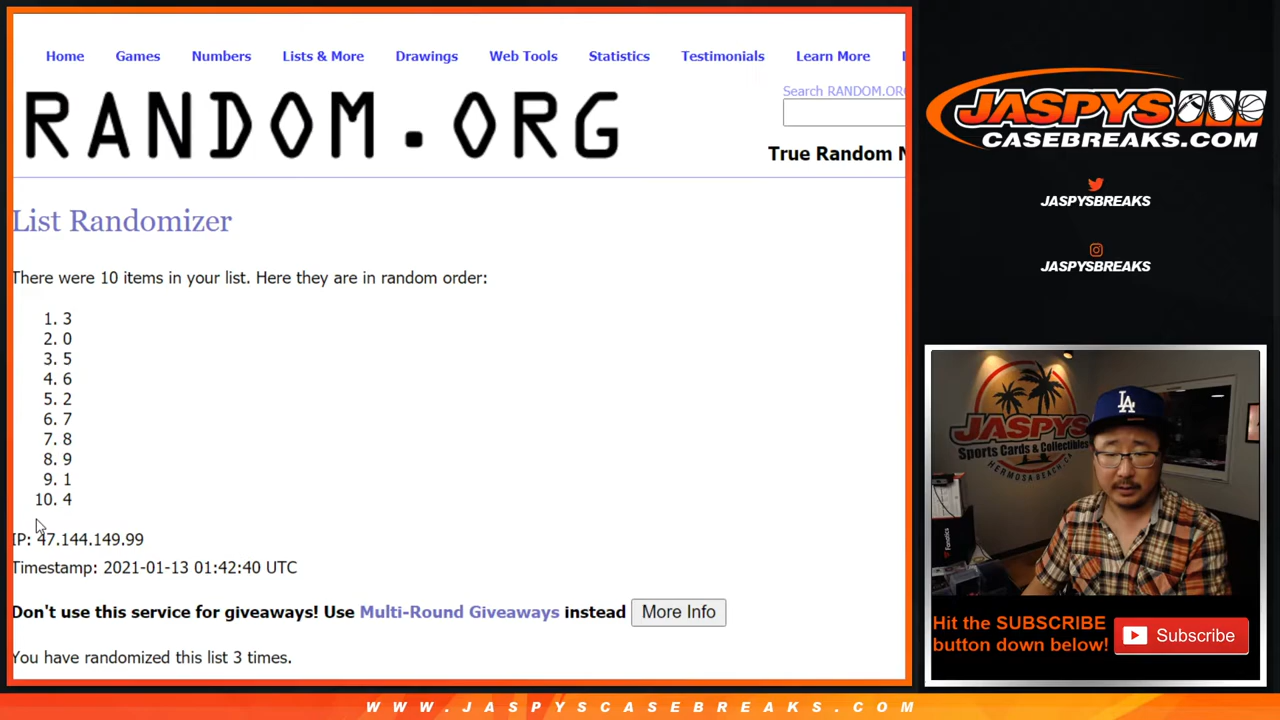 Home Games Numbers Lists & More Drawings Web Tools Statistics Testimonials Learn More
Search RANDOM.ORG
RANDOM.ORG
True Random N
List Randomizer
There were 10 items in your list. Here they are in random order:
1. 3
2. 0
3. 5
4. 6
5. 2
6. 7
7. 8
8. 9
9. 1
10. 4
IP: 47.144.149.99
Timestamp: 2021-01-13 01:42:40 UTC
Don't use this service for giveaways! Use Multi-Round Giveaways instead More Info
You have randomized this list 3 times.
JASPYS
CASEBREAKS.COM
JASPYSBREAKS
JASPYSBREAKS
JASPYS
Sports Cards & Collectibles
HERMOSA BEACH, CA
LA
Fanatics
Hit the SUBSCRIBE
button down below!
Subscribe
WWW.JASPYSCASEBREAKS.COM